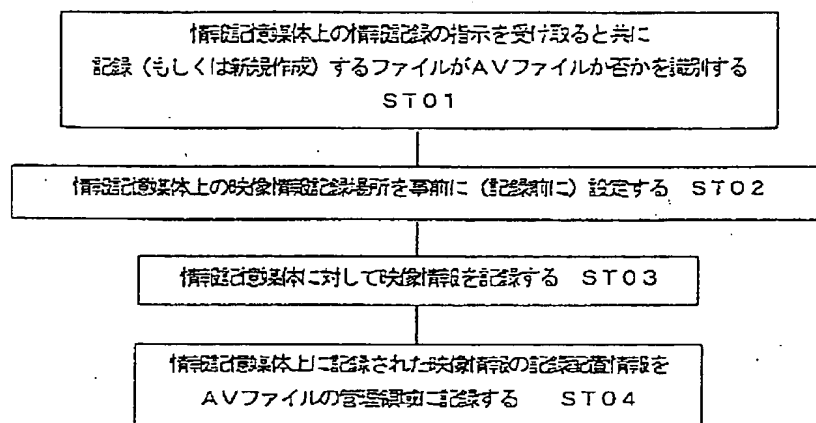 情報記憶媒体上の情報記録の指示を受け取ると共に
記録（もしくは新規作成）するファイルがAVファイルか否かを識別する
ST01
情報記憶媒体上の映像情報記録場所を事前に（記録前に）設定する ST02
情報記憶媒体に対して映像情報を記録する ST03
情報記憶媒体上に記録された映像情報の記録配置情報を
AVファイルの管理領域に記録する ST04